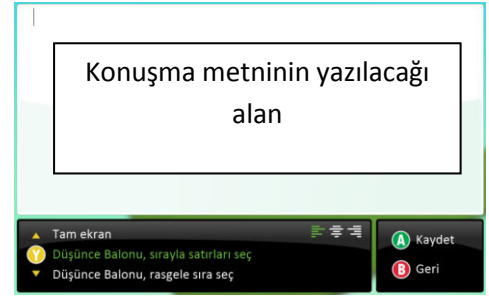 Konuşma metninin yazılacağı
alan
Tam ekran
Y Düşünce Balonu, sırayla satırları seç
Düşünce Balonu, rasgele sıra seç
A Kaydet
B Geri